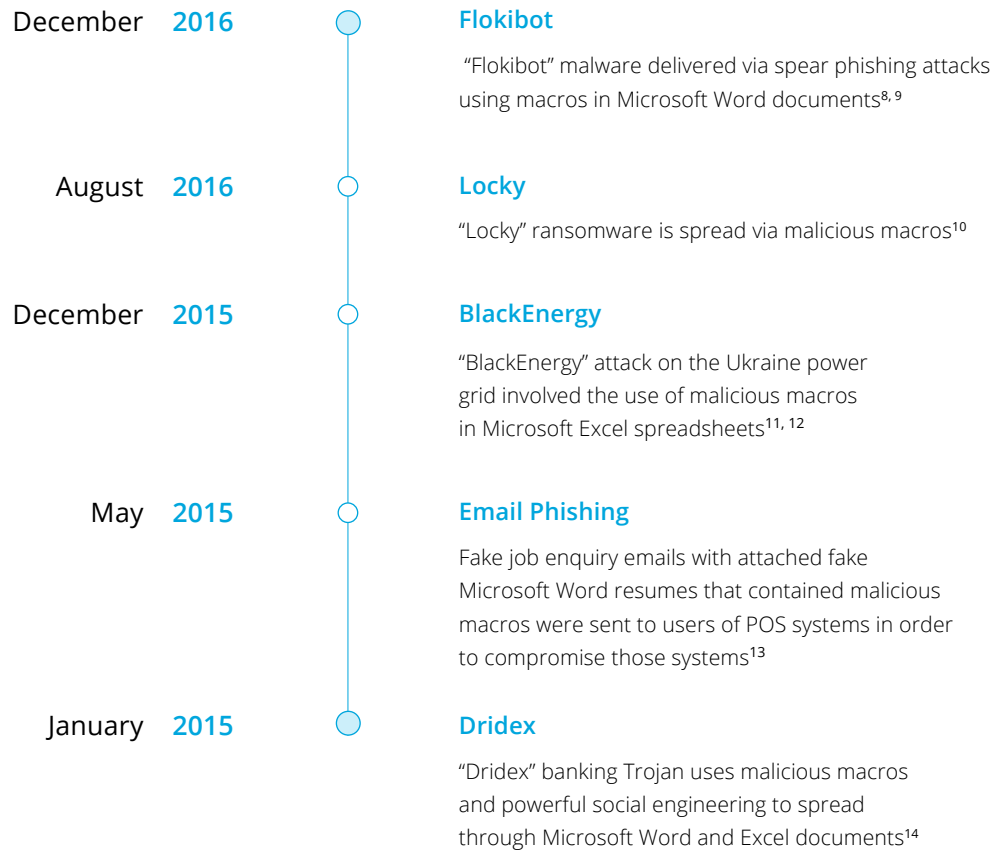 December 2016 Flokibot
“Flokibot” malware delivered via spear phishing attacks
using macros in Microsoft Word documents8, 9
August 2016 Locky
“Locky” ransomware is spread via malicious macros10
December 2015 BlackEnergy
“BlackEnergy” attack on the Ukraine power
grid involved the use of malicious macros
in Microsoft Excel spreadsheets11, 12
May 2015 Email Phishing
Fake job enquiry emails with attached fake
Microsoft Word resumes that contained malicious
macros were sent to users of POS systems in order
to compromise those systems13
January 2015 Dridex
“Dridex” banking Trojan uses malicious macros
and powerful social engineering to spread
through Microsoft Word and Excel documents14